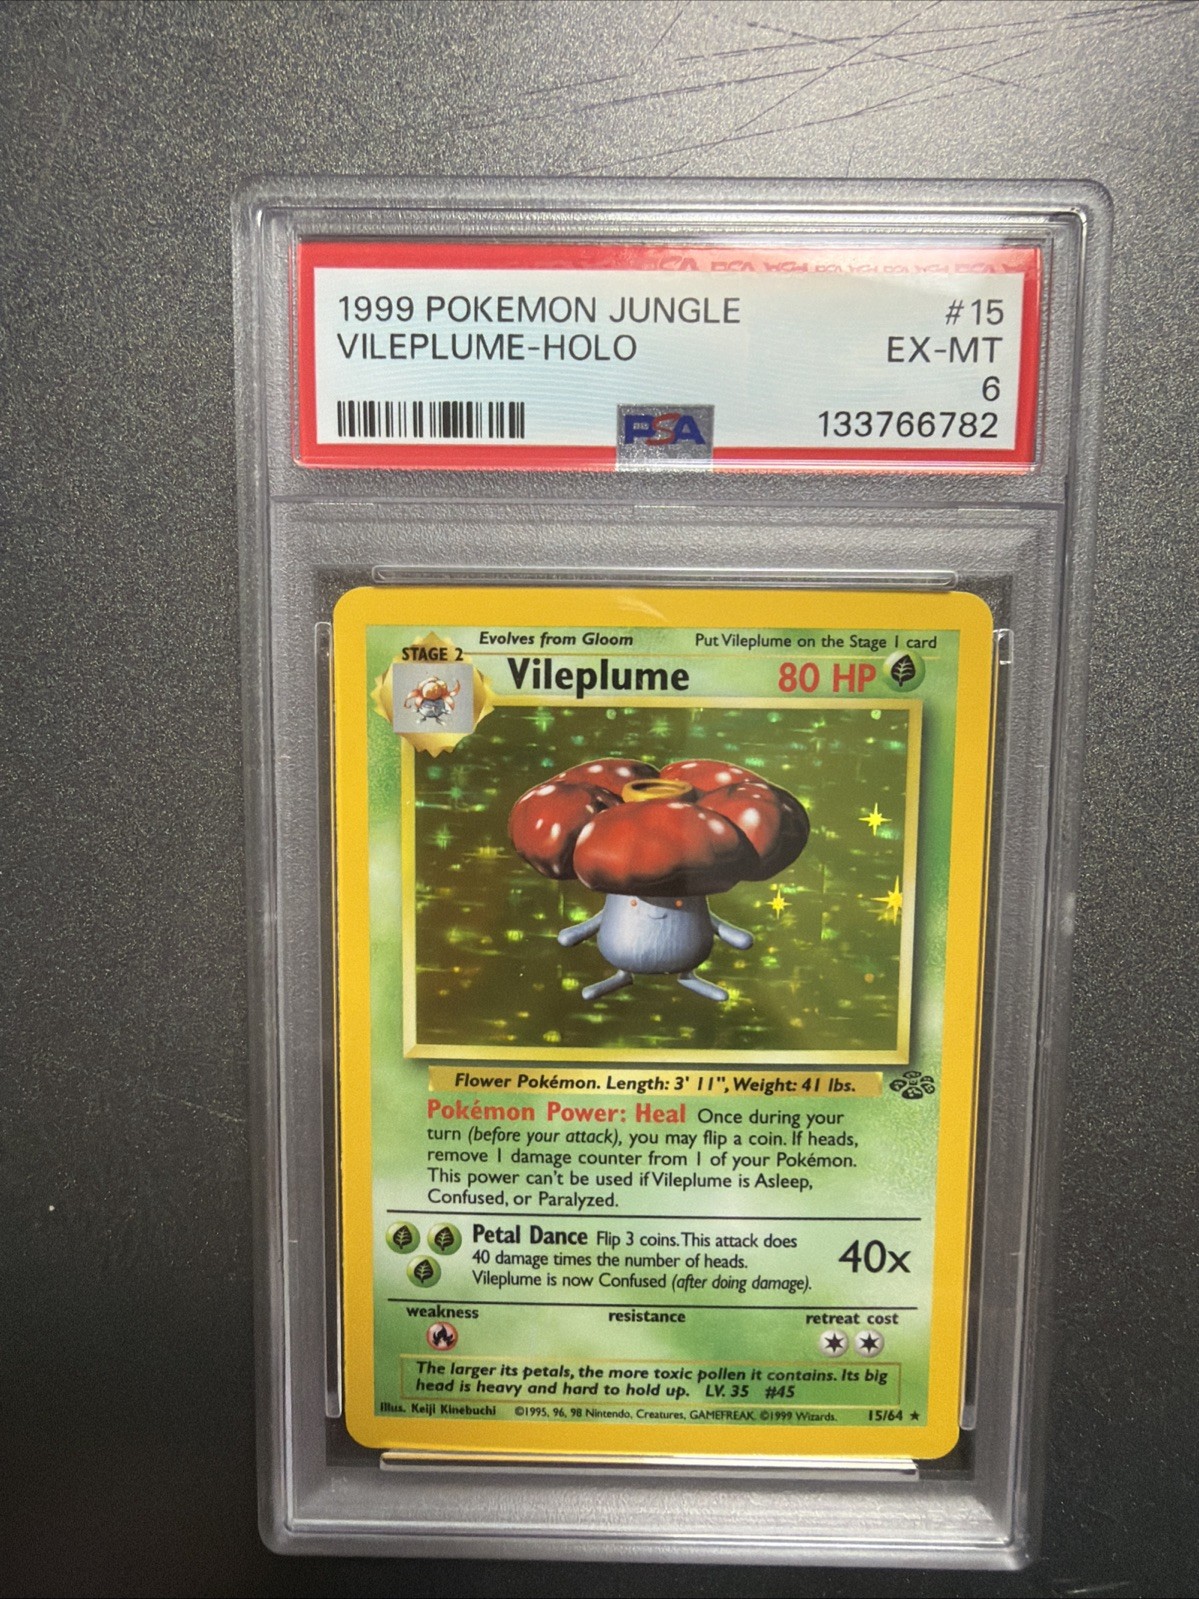 1999 POKEMON JUNGLE #15
VILEPLUME-HOLO EX-MT
6
PSA 133766782
Evolves from Gloom Put Vileplume on the Stage 1 card
STAGE 2
Vileplume 80 HP
Flower Pokémon. Length: 3' 11", Weight: 41 lbs.
Pokémon Power: Heal Once during your
turn (before your attack), you may flip a coin. If heads,
remove 1 damage counter from 1 of your Pokémon.
This power can't be used if Vileplume is Asleep,
Confused, or Paralyzed.
Petal Dance Flip 3 coins. This attack does
40 damage times the number of heads.
Vileplume is now Confused (after doing damage).
40x
weakness resistance retreat cost
The larger its petals, the more toxic pollen it contains. Its big
head is heavy and hard to hold up. LV. 35 #45
Illus. Keiji Kinebuchi ©1995, 96, 98 Nintendo, Creatures, GAMEFREAK. ©1999 Wizards. 15/64 ★